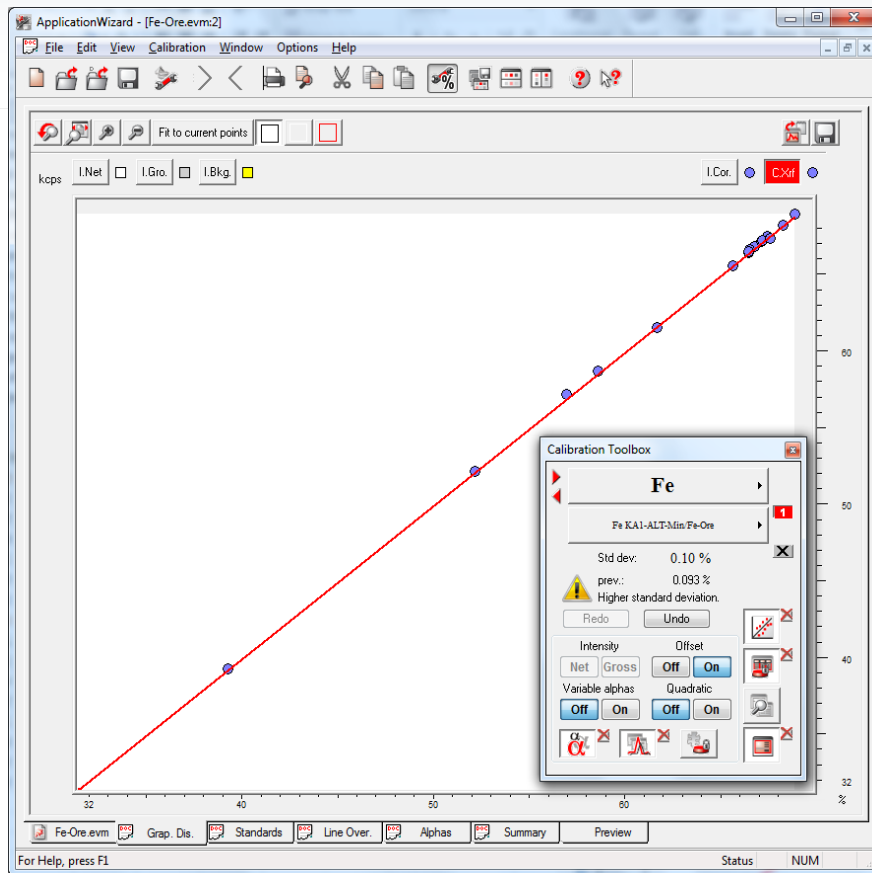 ApplicationWizard - [Fe-Ore.evm:2]
File Edit View Calibration Window Options Help
Fit to current points
kcps I.Net I.Gro. I.Bkg. I.Cor. C.Xrf
60
50
40
32
%
32 40 50 60
Calibration Toolbox
Fe
Fe KA1-ALT-Min/Fe-Ore
1
Std dev: 0.10 %
prev.: 0.093 %
Higher standard deviation.
Redo Undo
Intensity Offset
Net Gross Off On
Variable alphas Quadratic
Off On Off On
Fe-Ore.evm Grap. Dis. Standards Line Over. Alphas Summary Preview
For Help, press F1 Status NUM